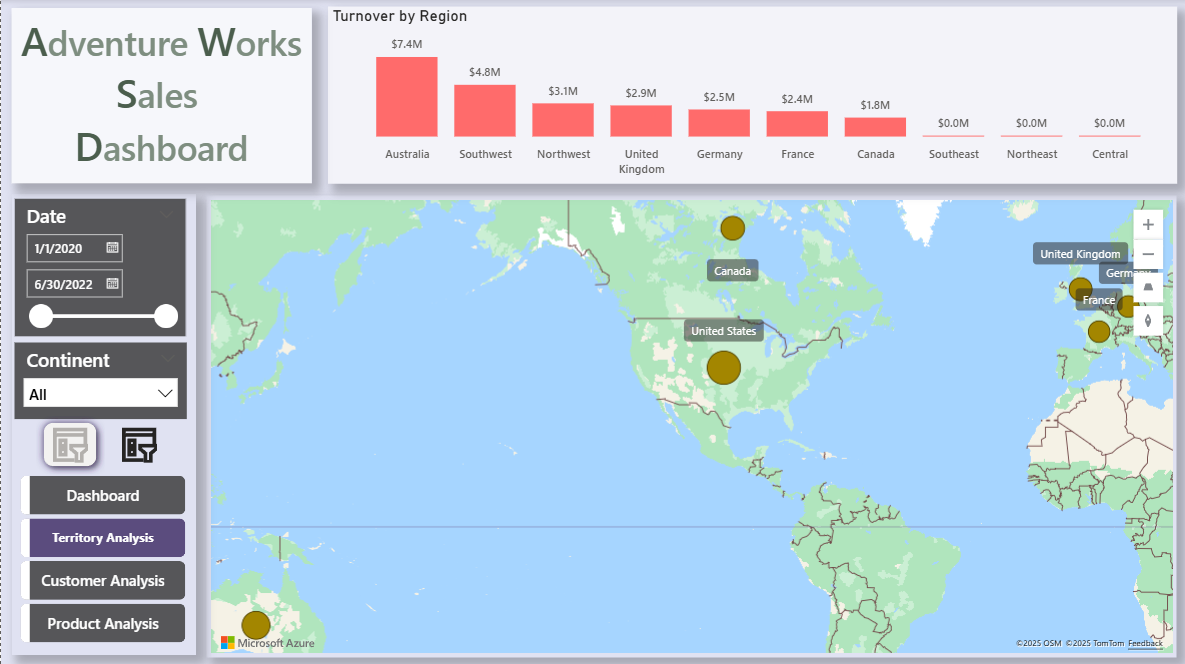 Adventure Works
Sales
Dashboard
Turnover by Region
$7.4M
$4.8M
$3.1M
$2.9M
$2.5M
$2.4M
$1.8M
$0.0M
$0.0M
$0.0M
Australia
Southwest
Northwest
United
Kingdom
Germany
France
Canada
Southeast
Northeast
Central
Date
1/1/2020
6/30/2022
Continent
All
Dashboard
Territory Analysis
Customer Analysis
Product Analysis
Canada
United States
United Kingdom
Germany
France
Microsoft Azure
©2025 OSM ©2025 TomTom Feedback